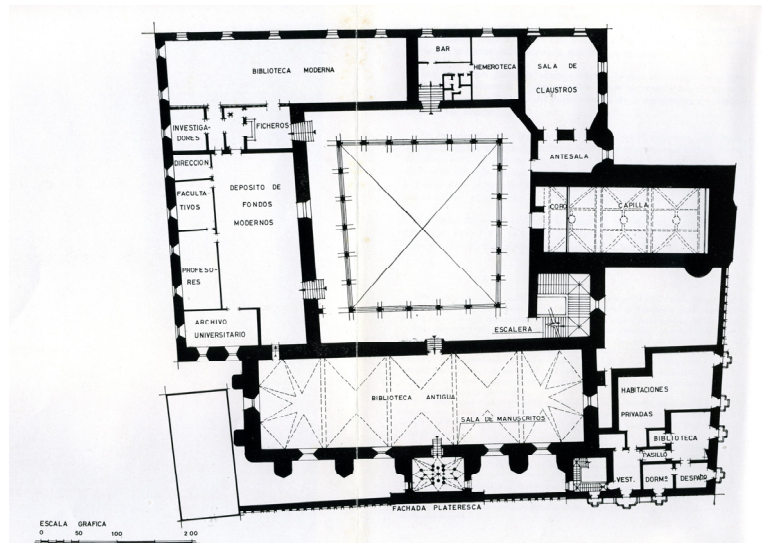 BIBLIOTECA MODERNA
BAR
HEMEROTECA
SALA DE
CLAUSTROS
INVESTIGA-
DORES
FICHEROS
ANTESALA
DIRECCION
FACULTA-
TIVOS
DEPOSITO DE
FONDOS
MODERNOS
CORO
CAPILLA
PROFESO-
RES
ARCHIVO
UNIVERSITARIO
ESCALERA
HABITACIONES
PRIVADAS
BIBLIOTECA ANTIGUA
SALA DE MANUSCRITOS
BIBLIOTECA
PASILLO
VEST.
DORMº
DESPACHO
FACHADA PLATERESCA
ESCALA GRAFICA
0 50 100 200